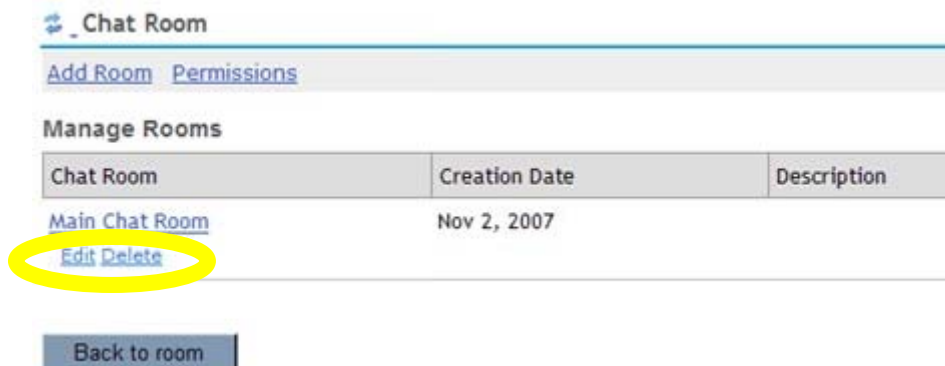 Chat Room
Add Room Permissions
Manage Rooms
Chat Room Creation Date Description
Main Chat Room Nov 2, 2007
Edit Delete
Back to room